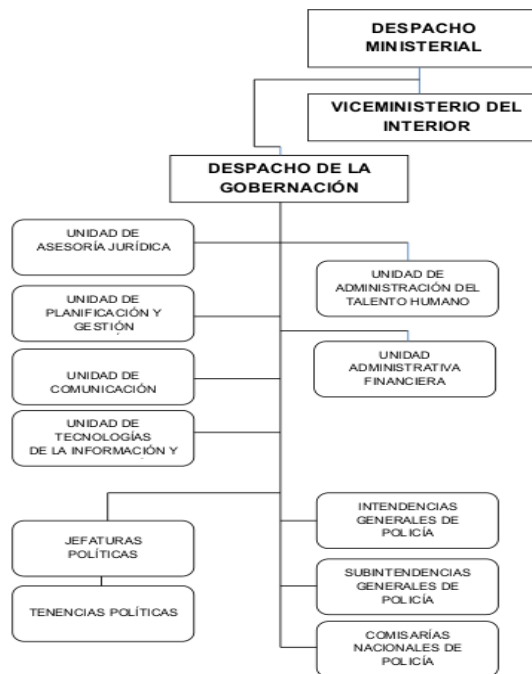 DESPACHO
MINISTERIAL
VICEMINISTERIO DEL
INTERIOR
DESPACHO DE LA
GOBERNACIÓN
UNIDAD DE
ASESORÍA JURÍDICA
UNIDAD DE
ADMINISTRACIÓN DEL
TALENTO HUMANO
UNIDAD DE
PLANIFICACIÓN Y
GESTIÓN
UNIDAD
ADMINISTRATIVA
FINANCIERA
UNIDAD DE
COMUNICACIÓN
UNIDAD DE
TECNOLOGÍAS
DE LA INFORMACIÓN Y
JEFATURAS
POLÍTICAS
TENENCIAS POLÍTICAS
INTENDENCIAS
GENERALES DE
POLICÍA
SUBINTENDENCIAS
GENERALES DE
POLICÍA
COMISARÍAS
NACIONALES DE
POLICÍA